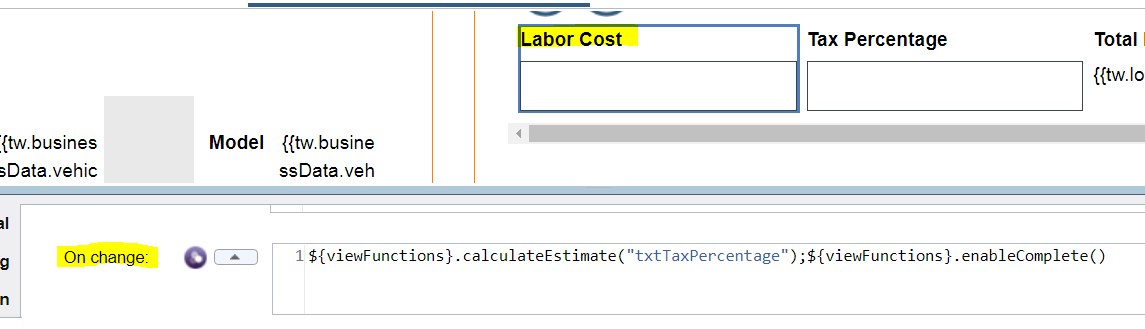 Labor Cost
Tax Percentage
Total
{{tw.lo
{{tw.busines
sData.vehic
Model
{{tw.busine
ssData.veh
al
g
n
On change:
1
${viewFunctions}.calculateEstimate("txtTaxPercentage");${viewFunctions}.enableComplete()